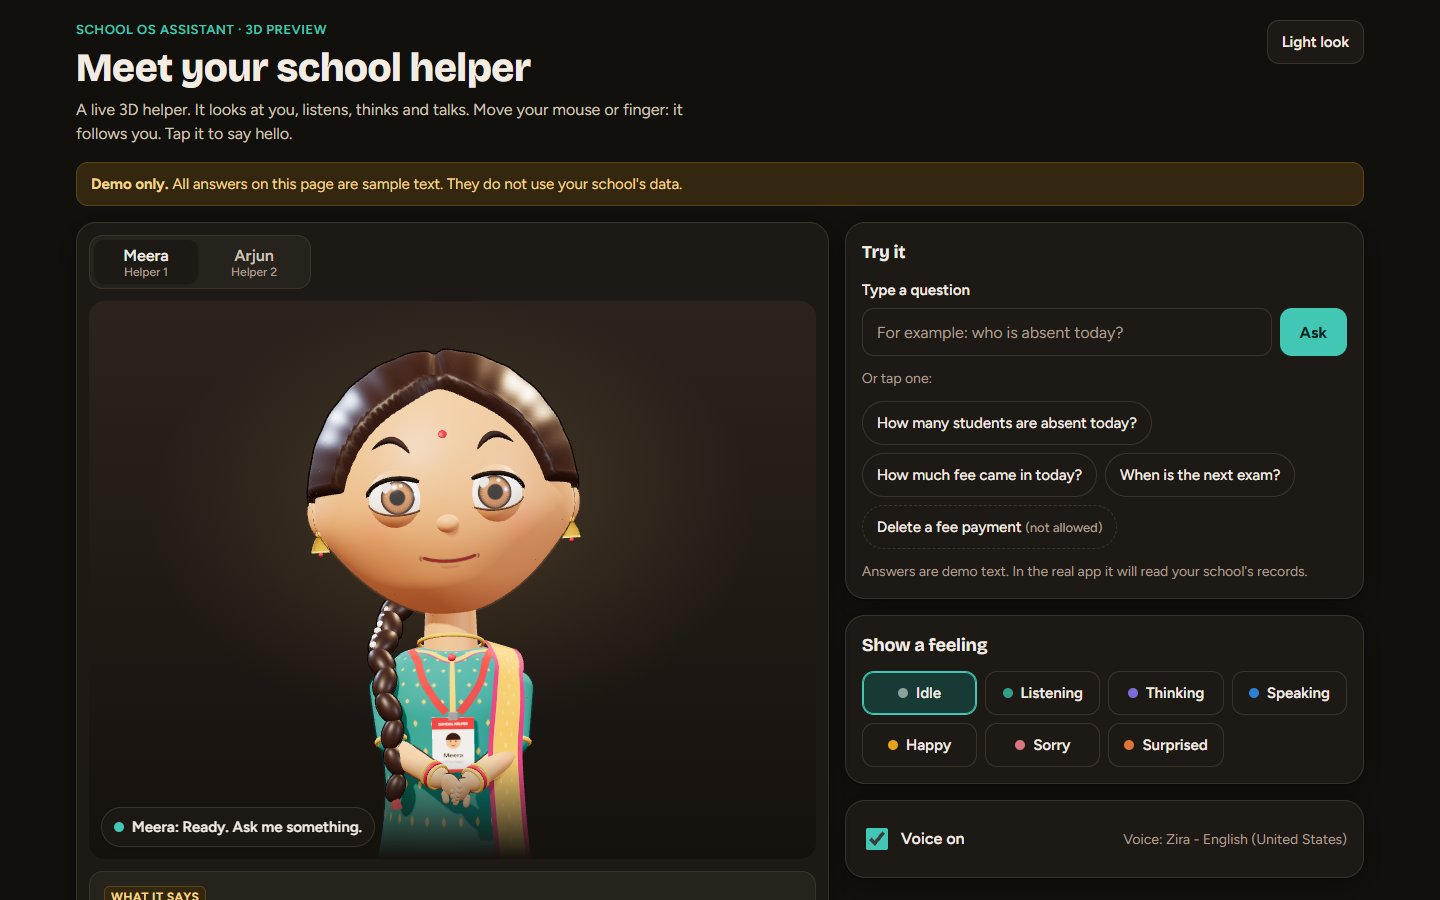 SCHOOL OS ASSISTANT · 3D PREVIEW
Meet your school helper
A live 3D helper. It looks at you, listens, thinks and talks. Move your mouse or finger: it
follows you. Tap it to say hello.
Light look
Demo only. All answers on this page are sample text. They do not use your school's data.
Meera
Helper 1
Arjun
Helper 2
SCHOOL HELPER
Meera
Meera: Ready. Ask me something.
WHAT IT SAYS
Try it
Type a question
For example: who is absent today?
Ask
Or tap one:
How many students are absent today?
How much fee came in today?
When is the next exam?
Delete a fee payment (not allowed)
Answers are demo text. In the real app it will read your school's records.
Show a feeling
Idle
Listening
Thinking
Speaking
Happy
Sorry
Surprised
Voice on
Voice: Zira - English (United States)